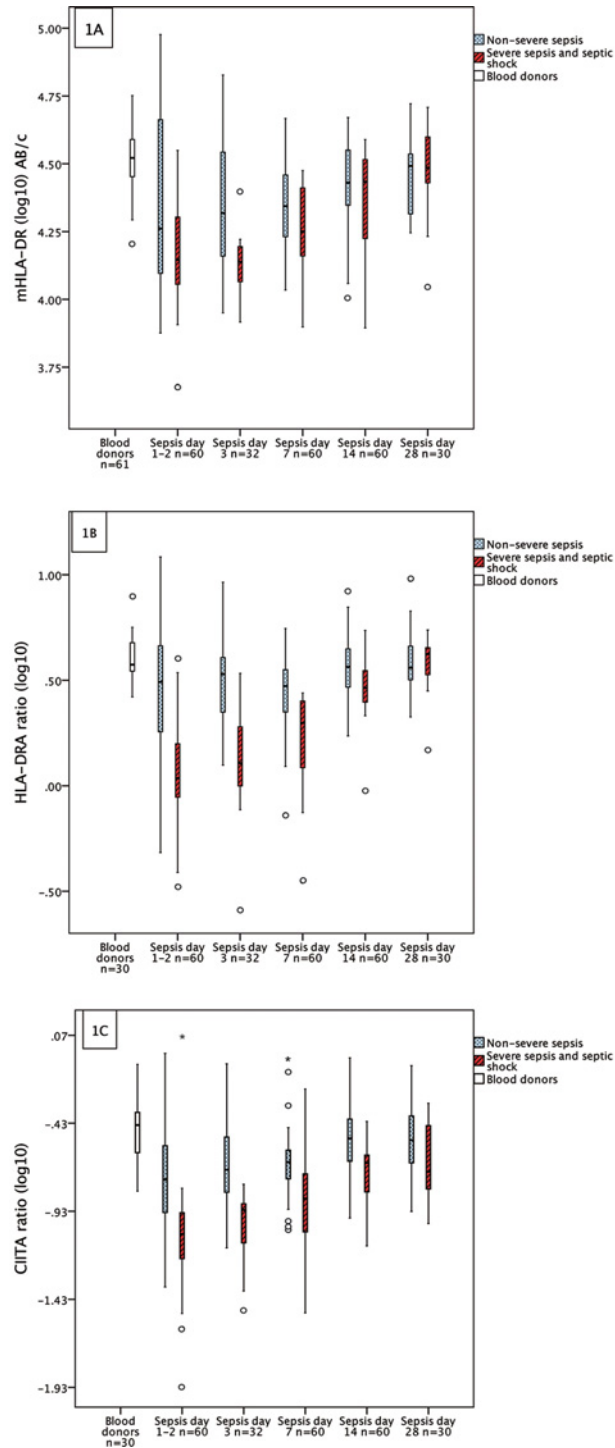 1A
5.00
4.75
4.50
4.25
4.00
3.75
mHLA-DR (log10) AB/c
Non-severe sepsis
Severe sepsis and septic
shock
Blood donors
Blood
donors
n=61
Sepsis day
1-2 n=60
Sepsis day
3 n=32
Sepsis day
7 n=60
Sepsis day
14 n=60
Sepsis day
28 n=30
1B
1.00
.50
.00
-.50
HLA-DRA ratio (log10)
Non-severe sepsis
Severe sepsis and septic
shock
Blood donors
Blood
donors
n=30
Sepsis day
1-2 n=60
Sepsis day
3 n=32
Sepsis day
7 n=60
Sepsis day
14 n=60
Sepsis day
28 n=30
1C
.07
-.43
-.93
-1.43
-1.93
CIITA ratio (log10)
Non-severe sepsis
Severe sepsis and septic
shock
Blood donors
Blood
donors
n=30
Sepsis day
1-2 n=60
Sepsis day
3 n=32
Sepsis day
7 n=60
Sepsis day
14 n=60
Sepsis day
28 n=30